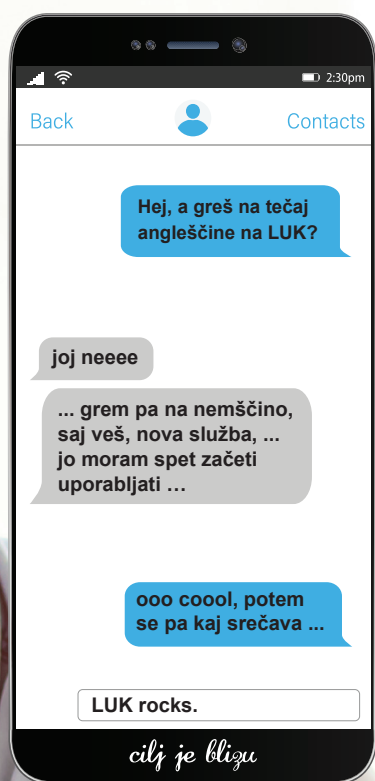 2:30pm
Back Contacts
Hej, a greš na tečaj
angleščine na LUK?
joj neeee
... grem pa na nemščino,
saj veš, nova služba, ...
jo moram spet začeti
uporabljati ...
ooo coool, potem
se pa kaj srečava ...
LUK rocks.
cilj je blizu